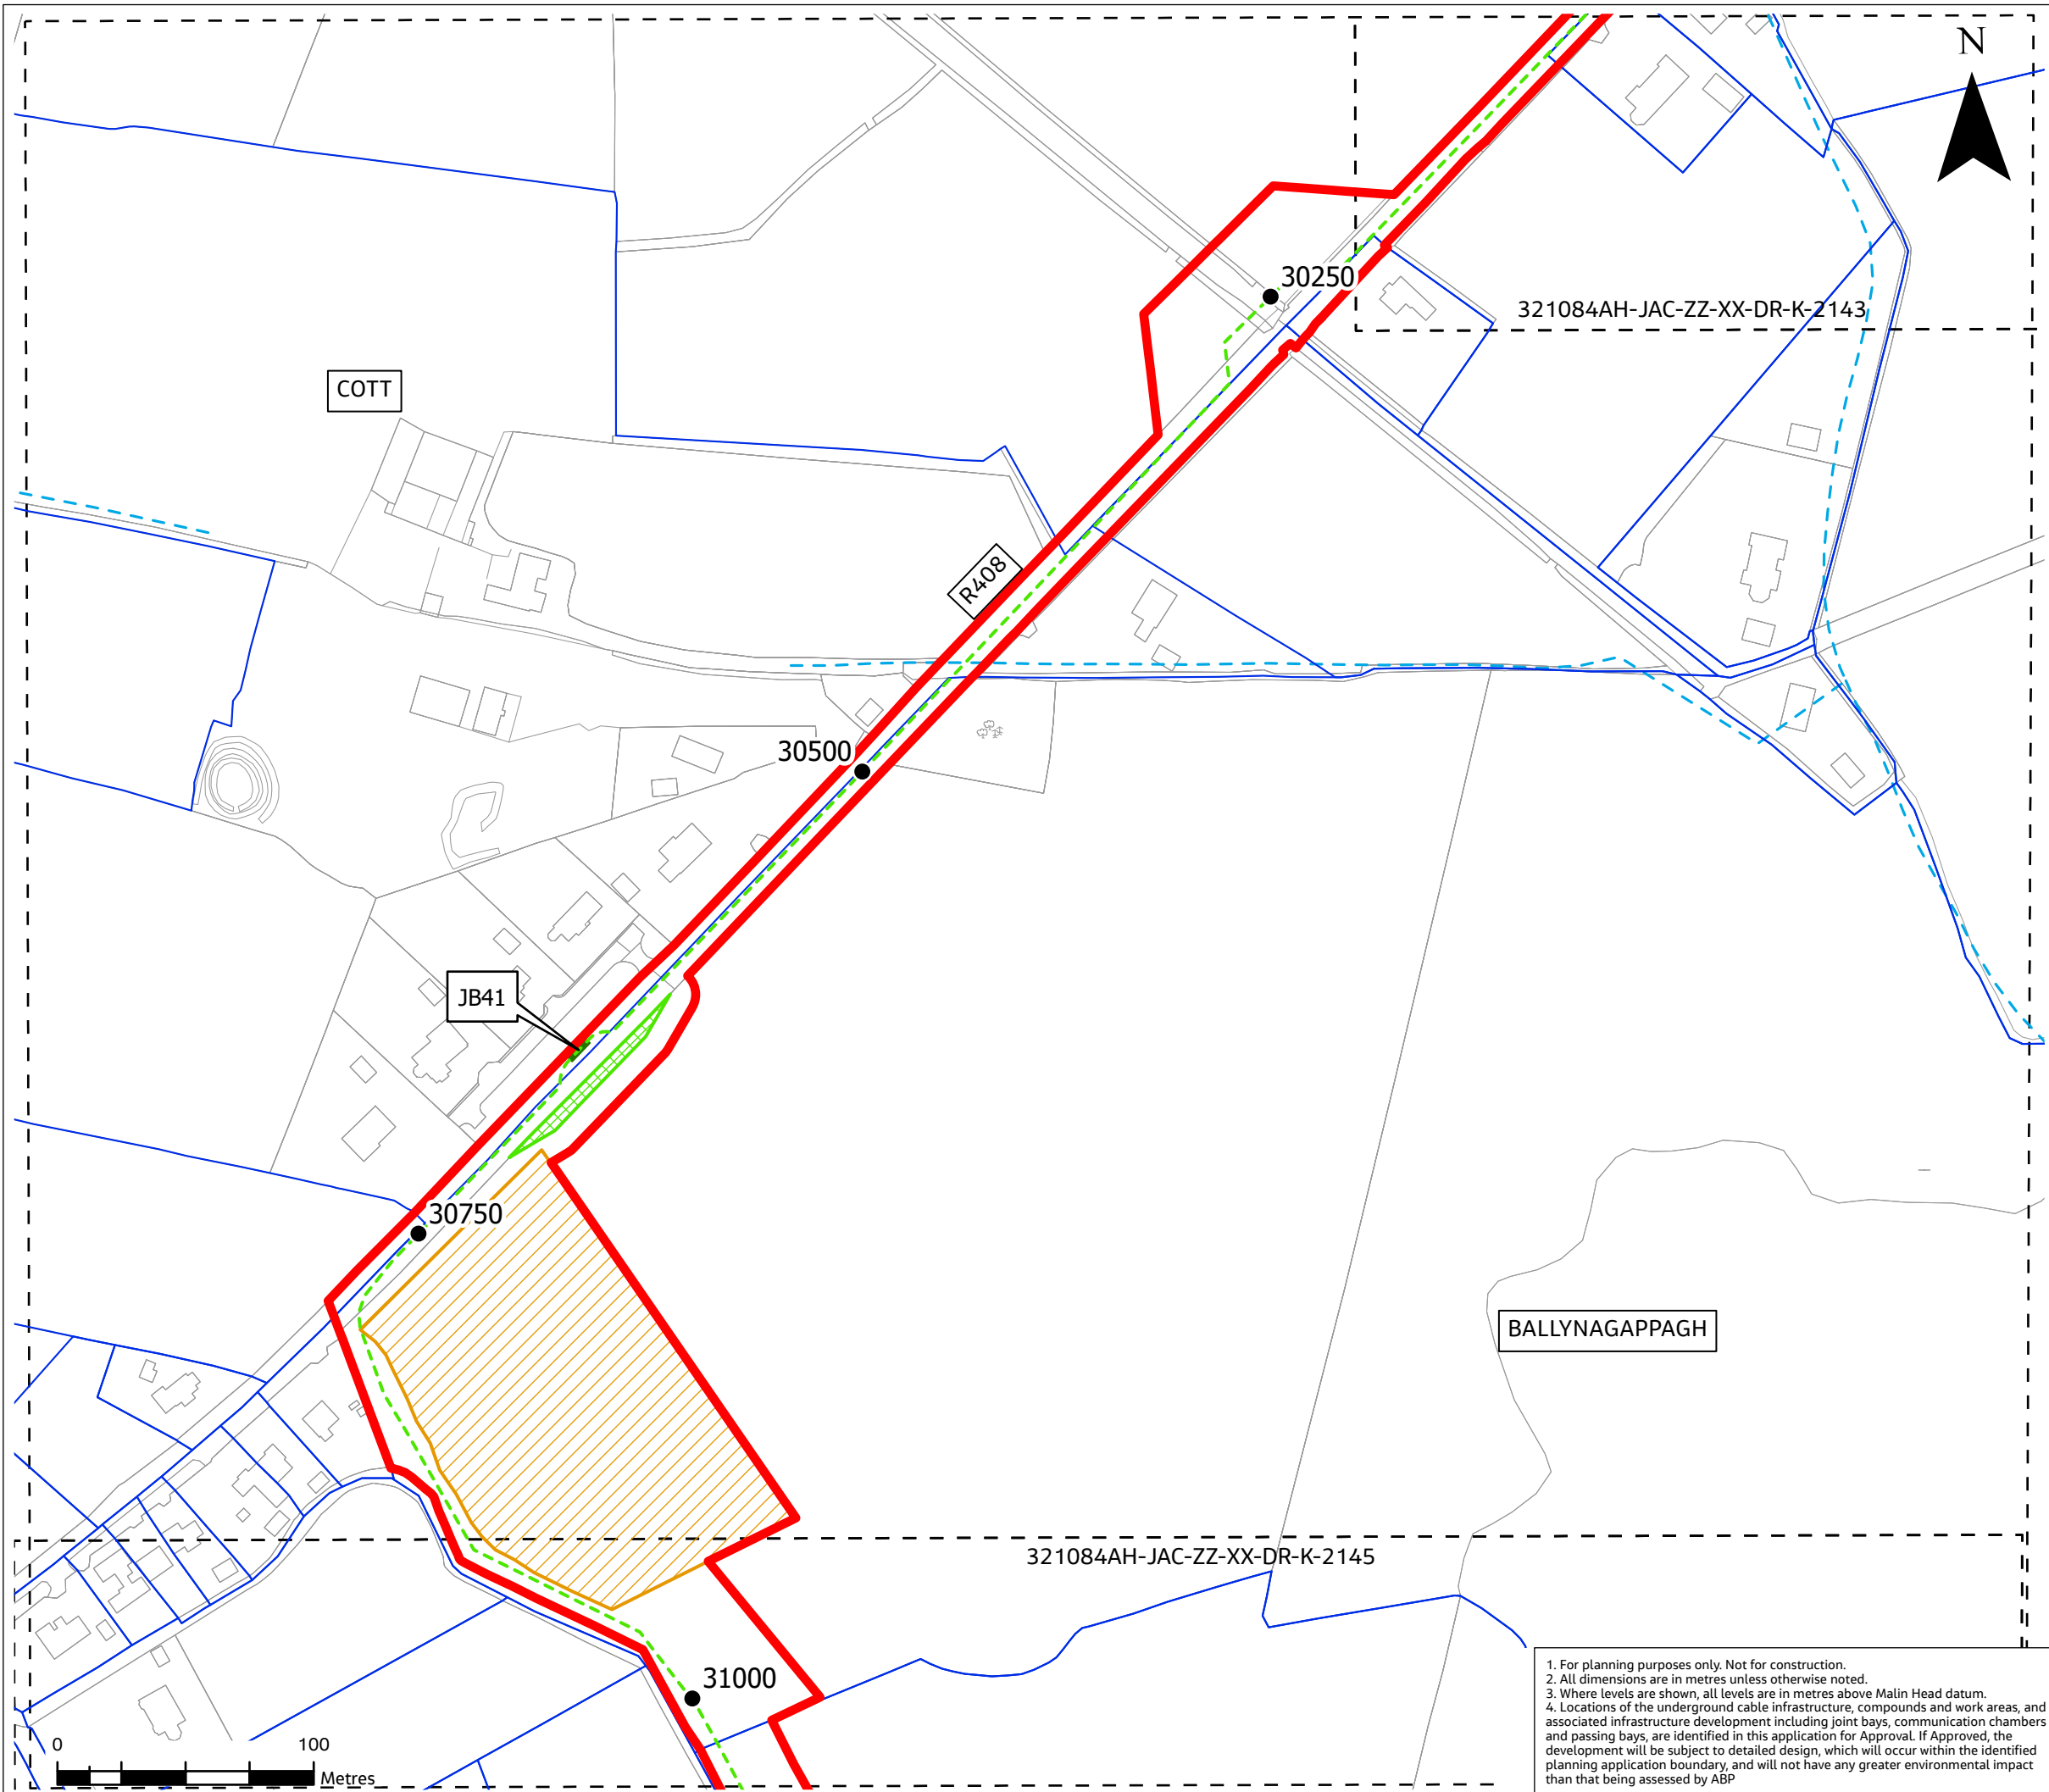 N
30250
321084AH-JAC-ZZ-XX-DR-K-2143
COTT
R408
30500
JB41
30750
BALLYNAGAPPAGH
321084AH-JAC-ZZ-XX-DR-K-2145
31000
0 100
Metres
1. For planning purposes only. Not for construction.
2. All dimensions are in metres unless otherwise noted.
3. Where levels are shown, all levels are in metres above Malin Head datum.
4. Locations of the underground cable infrastructure, compounds and work areas, and
associated infrastructure development including joint bays, communication chambers
and passing bays, are identified in this application for Approval. If Approved, the
development will be subject to detailed design, which will occur within the identified
planning application boundary, and will not have any greater environmental impact
than that being assessed by ABP